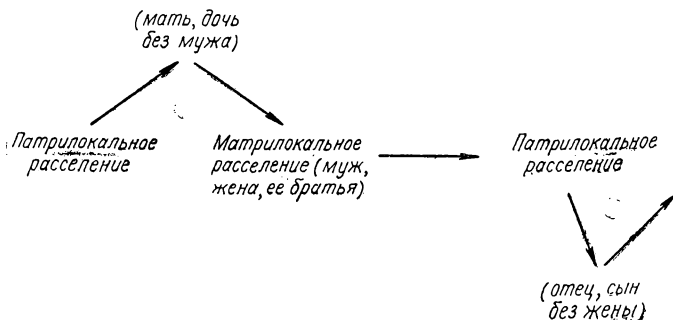 (мать, дочь
без мужа)
Патрилокальное
расселение
Матрилокальное
расселение (муж,
жена, ее братья)
Патрилокальное
расселение
(отец, сын
без жены)